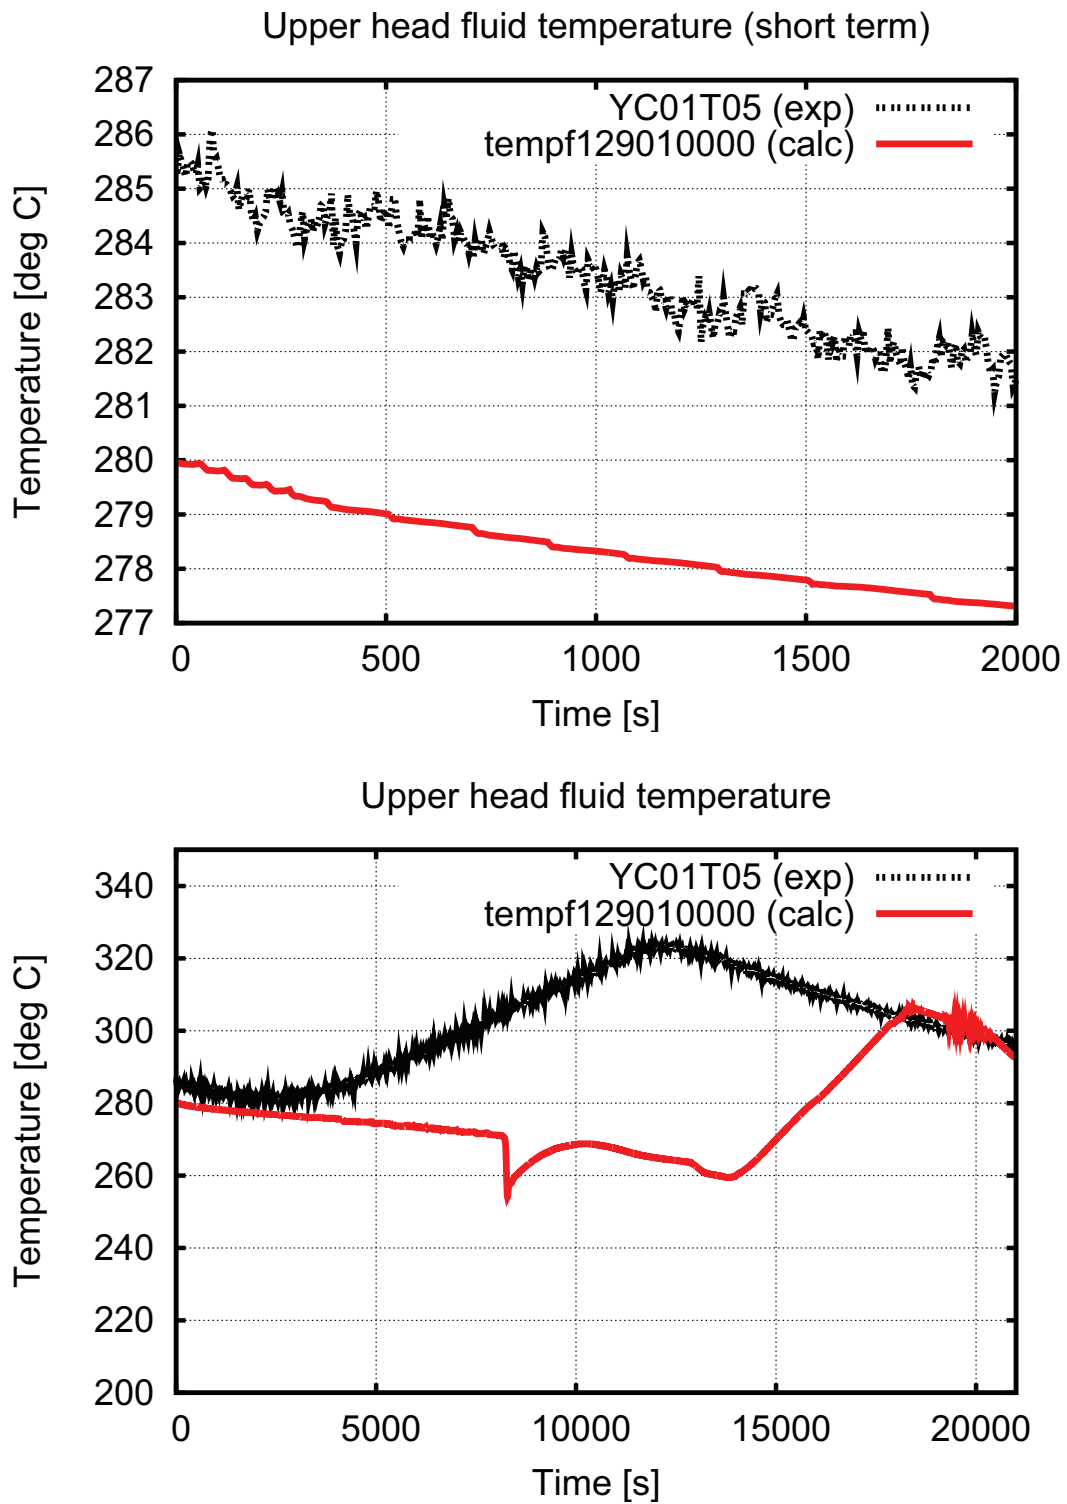 Upper head fluid temperature (short term)
287
286
285
284
283
282
281
280
279
278
277
Temperature [deg C]
YC01T05 (exp)
tempf129010000 (calc)
0 500 1000 1500 2000
Time [s]
Upper head fluid temperature
340
320
300
280
260
240
220
200
Temperature [deg C]
YC01T05 (exp)
tempf129010000 (calc)
0 5000 10000 15000 20000
Time [s]